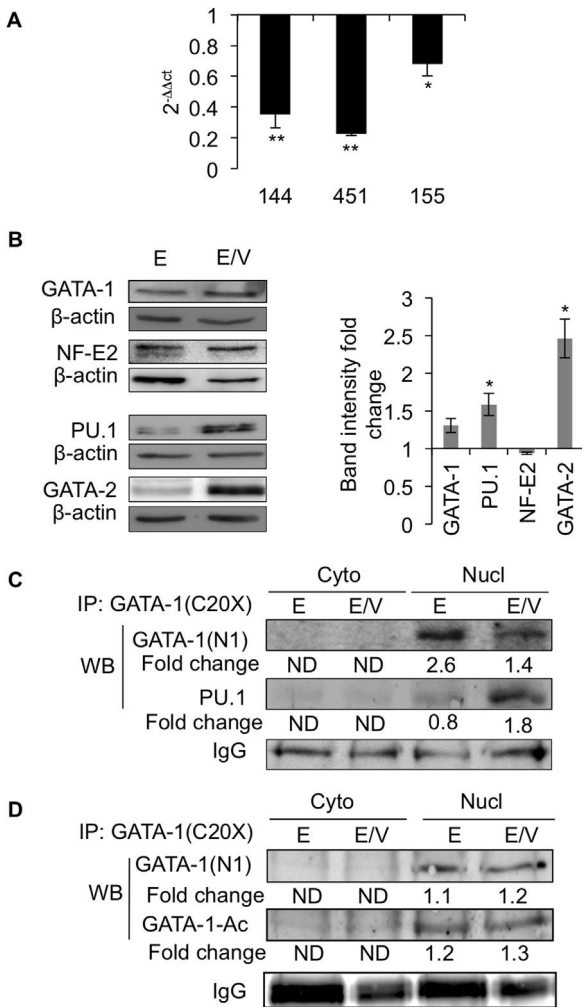 A
1
0.8
0.6
0.4
0.2
0
2-ΔΔct
** ** *
144 451 155
B
E E/V
GATA-1
β-actin
NF-E2
β-actin
PU.1
β-actin
GATA-2
β-actin
Band intensity fold
change
3
2.5
2
1.5
1
0.5
0
* *
GATA-1
PU.1
NF-E2
GATA-2
C
Cyto Nucl
IP: GATA-1(C20X) E E/V E E/V
WB
GATA-1(N1)
Fold change ND ND 2.6 1.4
PU.1
Fold change ND ND 0.8 1.8
IgG
D
Cyto Nucl
IP: GATA-1(C20X) E E/V E E/V
WB
GATA-1(N1)
Fold change ND ND 1.1 1.2
GATA-1-Ac
Fold change ND ND 1.2 1.3
IgG